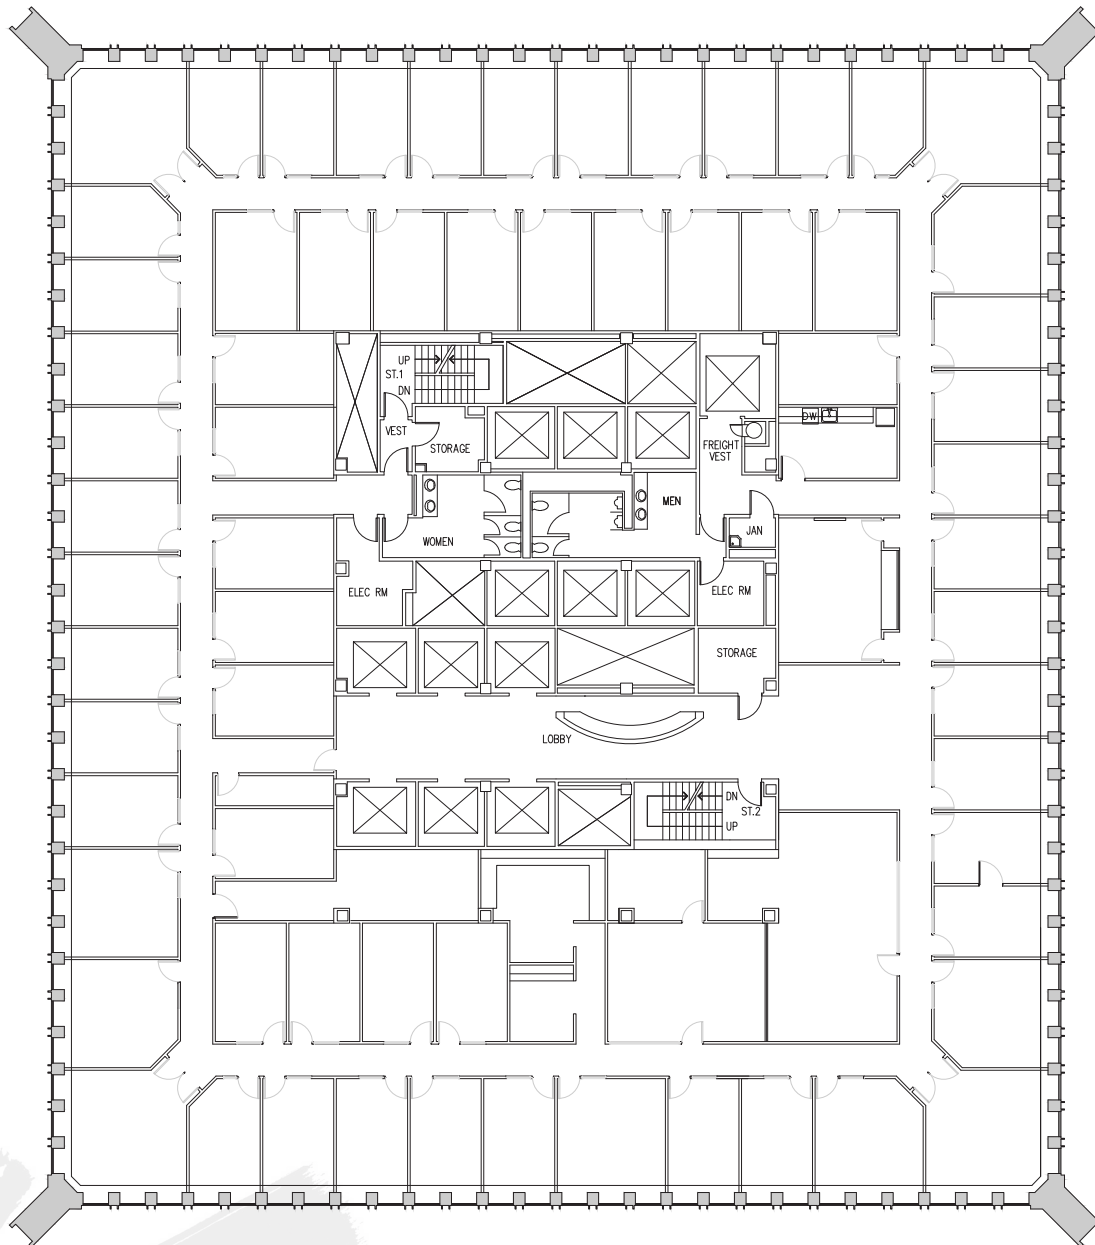 UP
ST.1
DN
VEST
STORAGE
DW
FREIGHT
VEST
MEN
WOMEN
JAN
ELEC RM
ELEC RM
STORAGE
LOBBY
DN
ST.2
UP